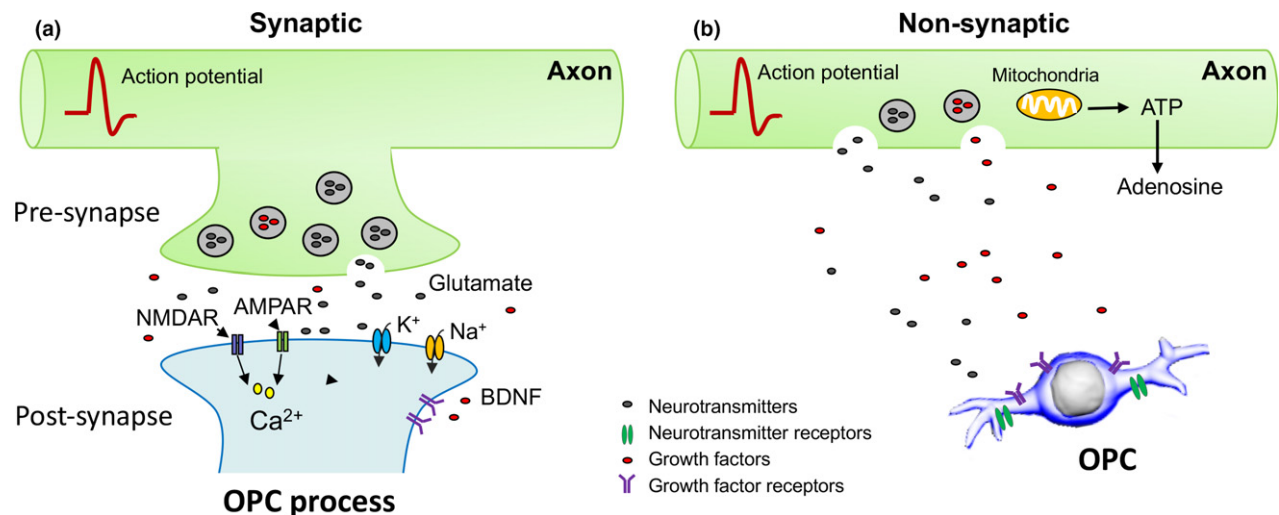 (a)
Synaptic
Action potential
Axon
Pre-synapse
Glutamate
NMDAR
AMPAR
K+
Na+
Ca2+
BDNF
Post-synapse
OPC process
(b)
Non-synaptic
Action potential
Mitochondria
Axon
ATP
Adenosine
Neurotransmitters
Neurotransmitter receptors
Growth factors
Growth factor receptors
OPC